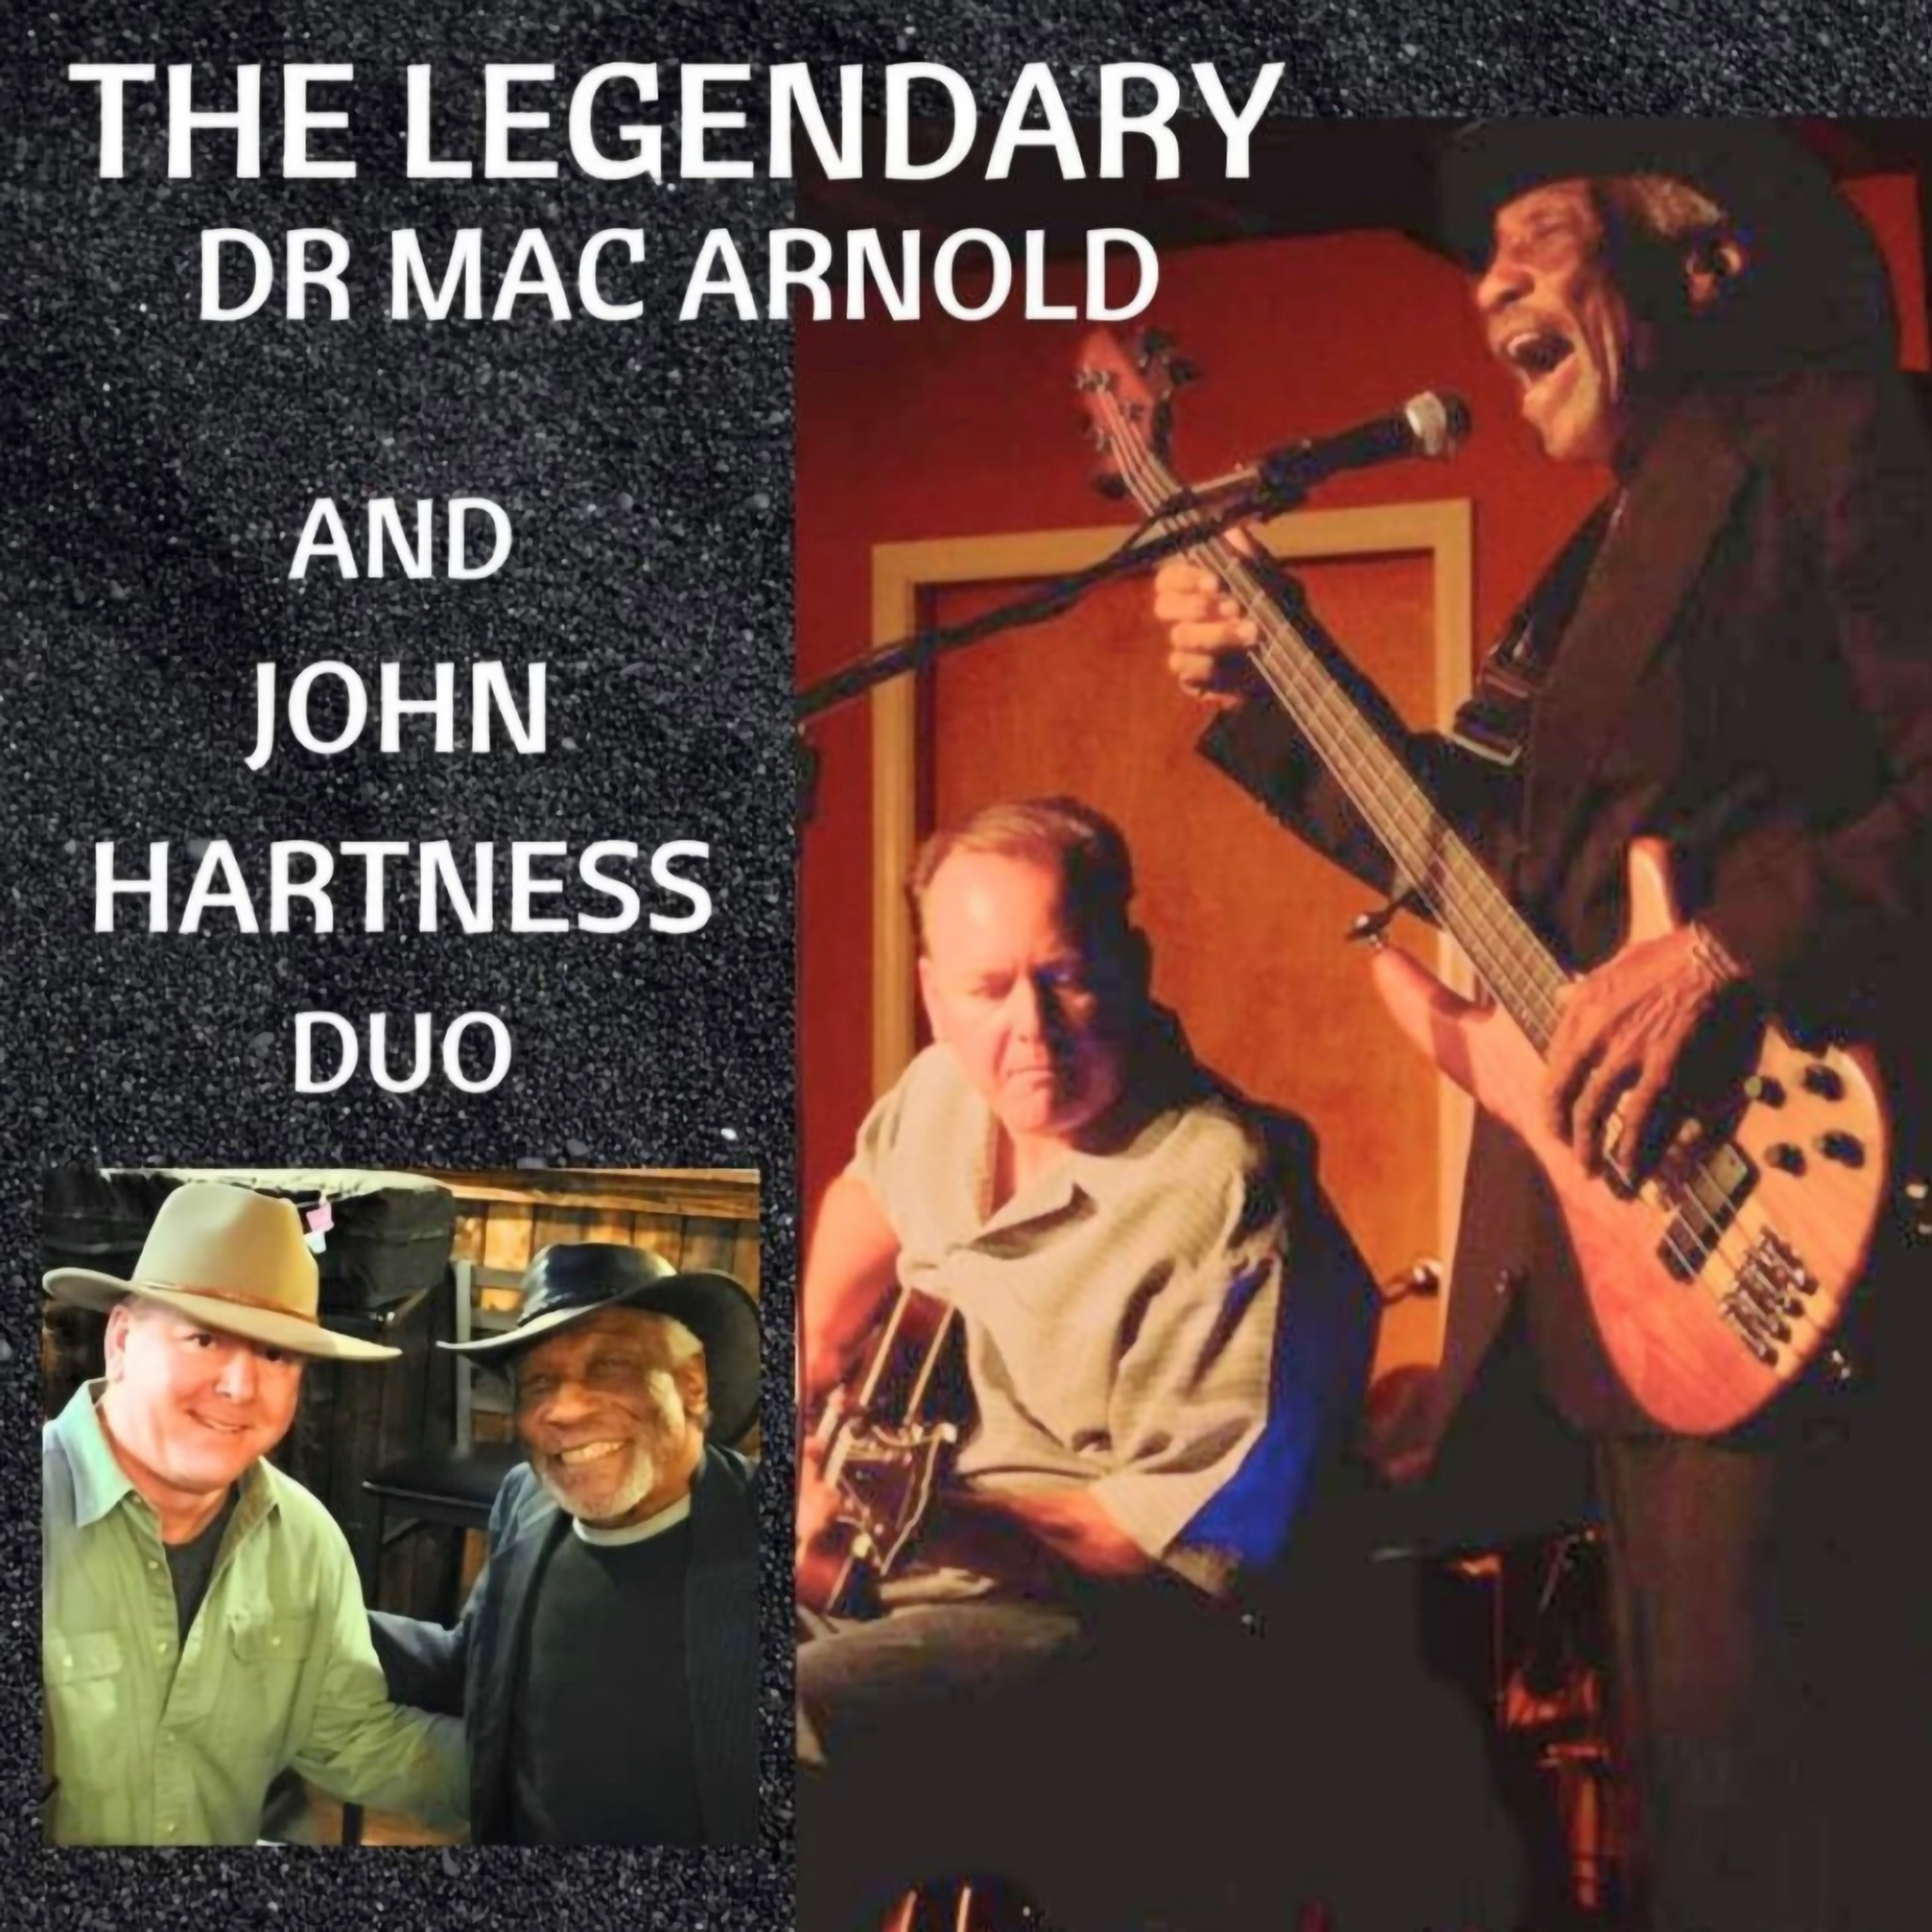 THE LEGENDARY
DR MAC ARNOLD
AND
JOHN
HARTNESS
DUO